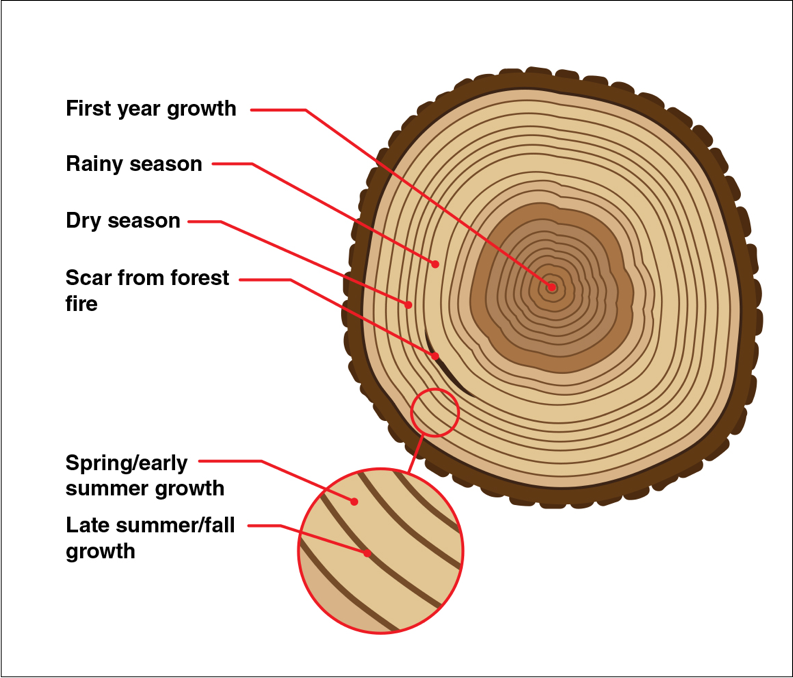 First year growth
Rainy season
Dry season
Scar from forest
fire
Spring/early
summer growth
Late summer/fall
growth